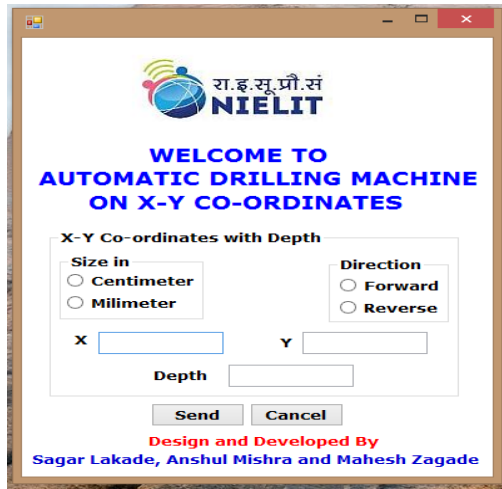 रा.इ.सू.प्रौ.सं
NIELIT
WELCOME TO
AUTOMATIC DRILLING MACHINE
ON X-Y CO-ORDINATES
X-Y Co-ordinates with Depth
Size in
Centimeter
Milimeter
Direction
Forward
Reverse
X
Y
Depth
Send
Cancel
Design and Developed By
Sagar Lakade, Anshul Mishra and Mahesh Zagade